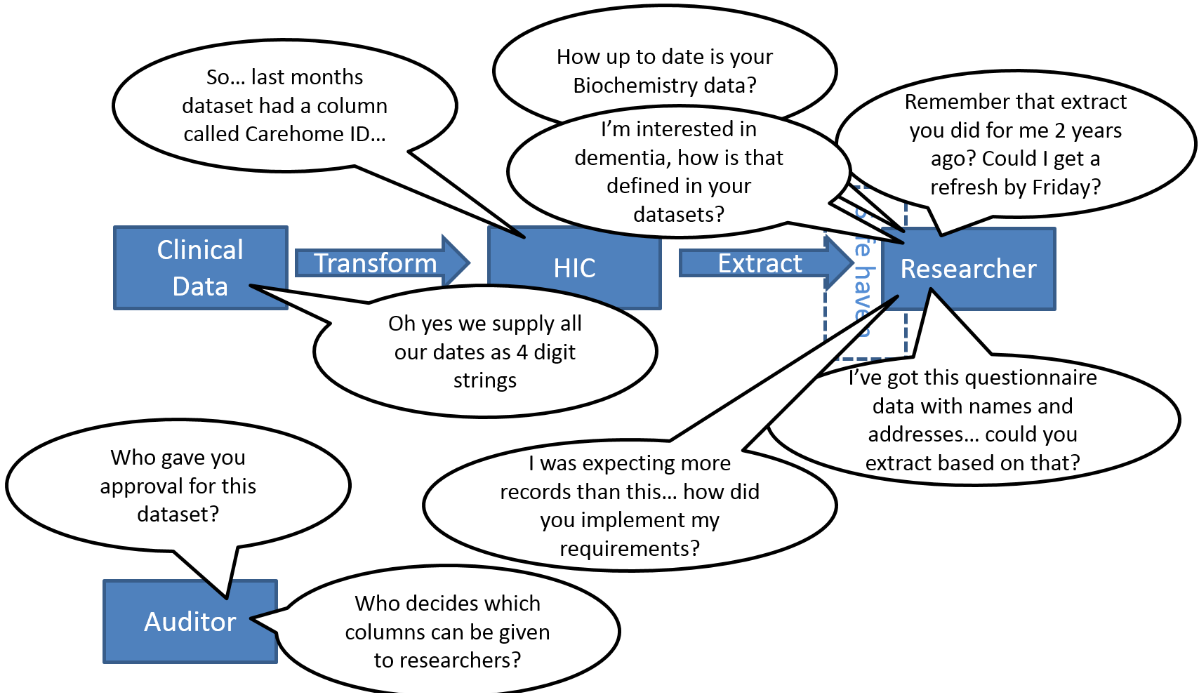 So… last months
dataset had a column
called Carehome ID…
How up to date is your
Biochemistry data?
I’m interested in
dementia, how is that
defined in your
datasets?
Remember that extract
you did for me 2 years
ago? Could I get a
refresh by Friday?
Clinical
Data
Transform
HIC
Extract
haven
Researcher
Oh yes we supply all
our dates as 4 digit
strings
I’ve got this questionnaire
data with names and
addresses… could you
extract based on that?
I was expecting more
records than this… how did
you implement my
requirements?
Who gave you
approval for this
dataset?
Auditor
Who decides which
columns can be given
to researchers?